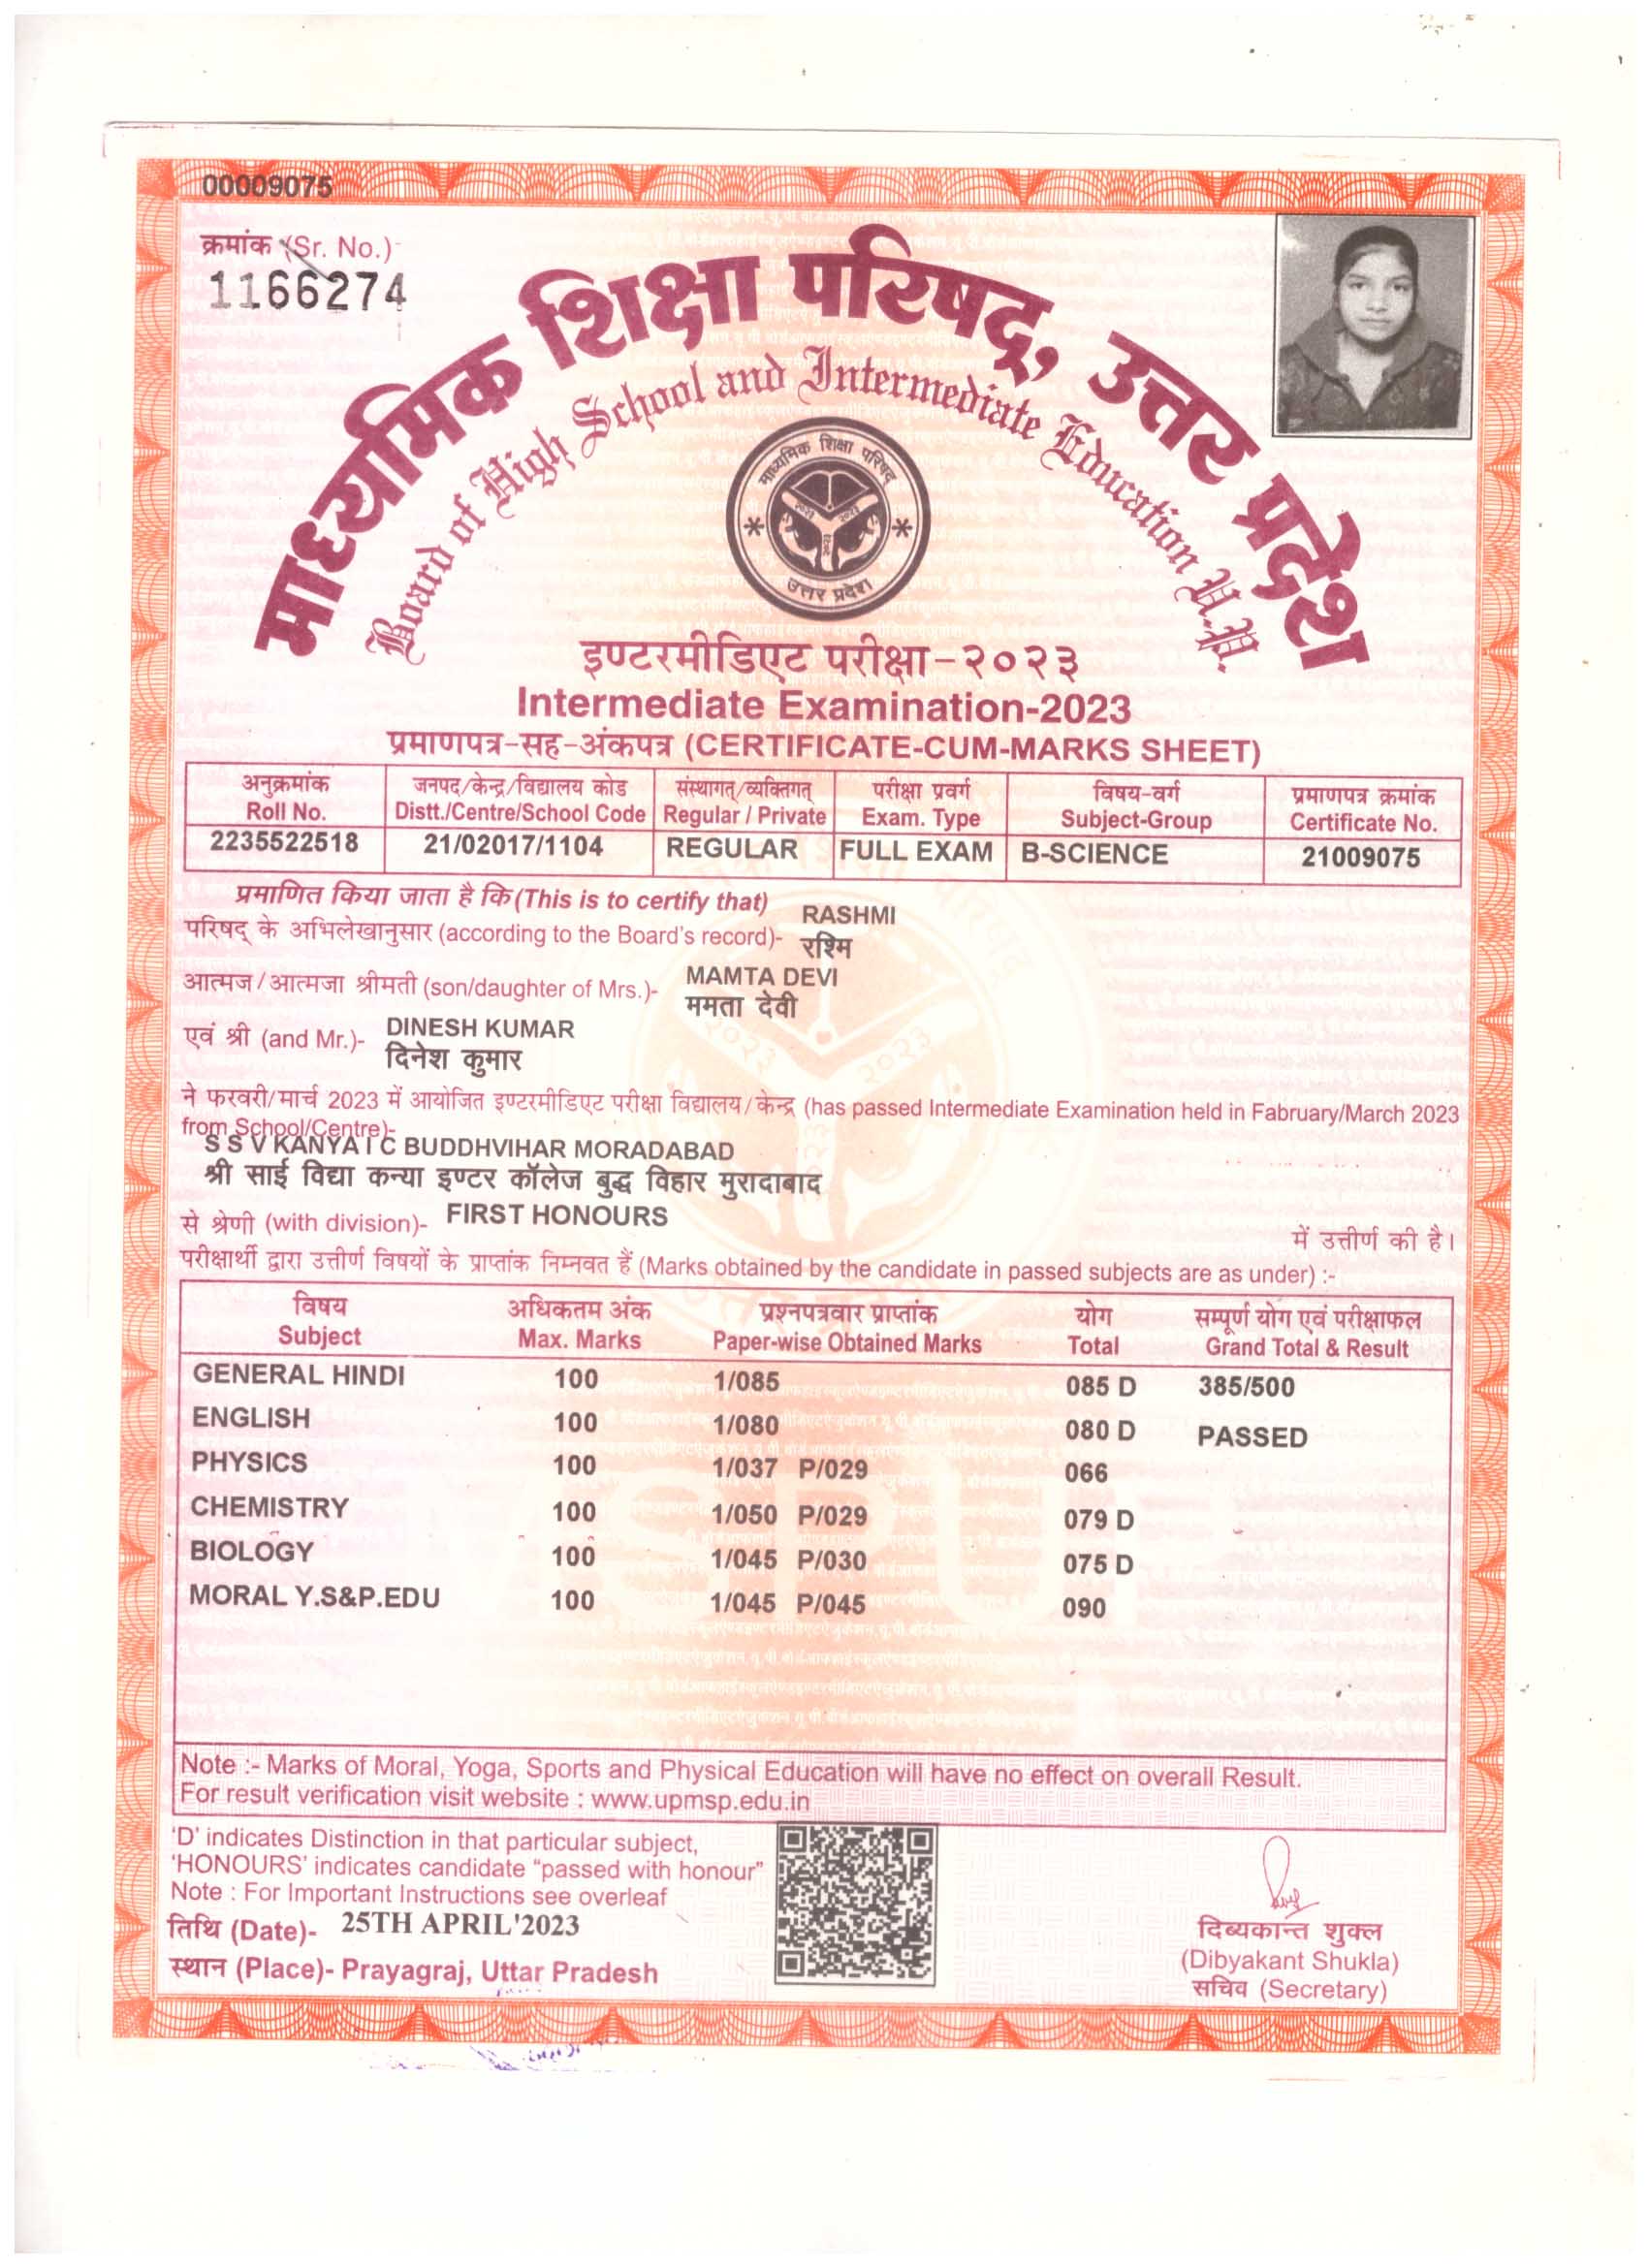 00009075
क्रमांक (Sr. No.)-
1166274
माध्यमिक शिक्षा परिषद्, उत्तर प्रदेश
Board of High School and Intermediate Education U.P.
माध्यमिक शिक्षा परिषद्
२०२३ २०२३
२०२३
उत्तर प्रदेश
इण्टरमीडिएट परीक्षा-२०२३
Intermediate Examination-2023
प्रमाणपत्र-सह-अंकपत्र (CERTIFICATE-CUM-MARKS SHEET)
अनुक्रमांक जनपद/केन्द्र/विद्यालय कोड संस्थागत्/व्यक्तिगत् परीक्षा प्रवर्ग विषय-वर्ग प्रमाणपत्र क्रमांक
Roll No. Distt./Centre/School Code Regular / Private Exam. Type Subject-Group Certificate No.
2235522518 21/02017/1104 REGULAR FULL EXAM B-SCIENCE 21009075
प्रमाणित किया जाता है कि (This is to certify that)
परिषद् के अभिलेखानुसार (according to the Board's record)- RASHMI
रश्मि
आत्मज/आत्मजा श्रीमती (son/daughter of Mrs.)- MAMTA DEVI
ममता देवी
एवं श्री (and Mr.)- DINESH KUMAR
दिनेश कुमार
ने फरवरी/मार्च 2023 में आयोजित इण्टरमीडिएट परीक्षा विद्यालय/केन्द्र (has passed Intermediate Examination held in Fabruary/March 2023
from School/Centre)-
S S V KANYA I C BUDDHVIHAR MORADABAD
श्री साई विद्या कन्या इण्टर कॉलेज बुद्ध विहार मुरादाबाद
से श्रेणी (with division)- FIRST HONOURS में उत्तीर्ण की है।
परीक्षार्थी द्वारा उत्तीर्ण विषयों के प्राप्तांक निम्नवत हैं (Marks obtained by the candidate in passed subjects are as under) :-
विषय अधिकतम अंक प्रश्नपत्रवार प्राप्तांक योग सम्पूर्ण योग एवं परीक्षाफल
Subject Max. Marks Paper-wise Obtained Marks Total Grand Total & Result
GENERAL HINDI 100 1/085 085 D 385/500
ENGLISH 100 1/080 080 D PASSED
PHYSICS 100 1/037 P/029 066
CHEMISTRY 100 1/050 P/029 079 D
BIOLOGY 100 1/045 P/030 075 D
MORAL Y.S&P.EDU 100 1/045 P/045 090
Note :- Marks of Moral, Yoga, Sports and Physical Education will have no effect on overall Result.
For result verification visit website : www.upmsp.edu.in
'D' indicates Distinction in that particular subject,
'HONOURS' indicates candidate "passed with honour"
Note : For Important Instructions see overleaf
तिथि (Date)- 25TH APRIL'2023
स्थान (Place)- Prayagraj, Uttar Pradesh
दिब्यकान्त शुक्ल
(Dibyakant Shukla)
सचिव (Secretary)